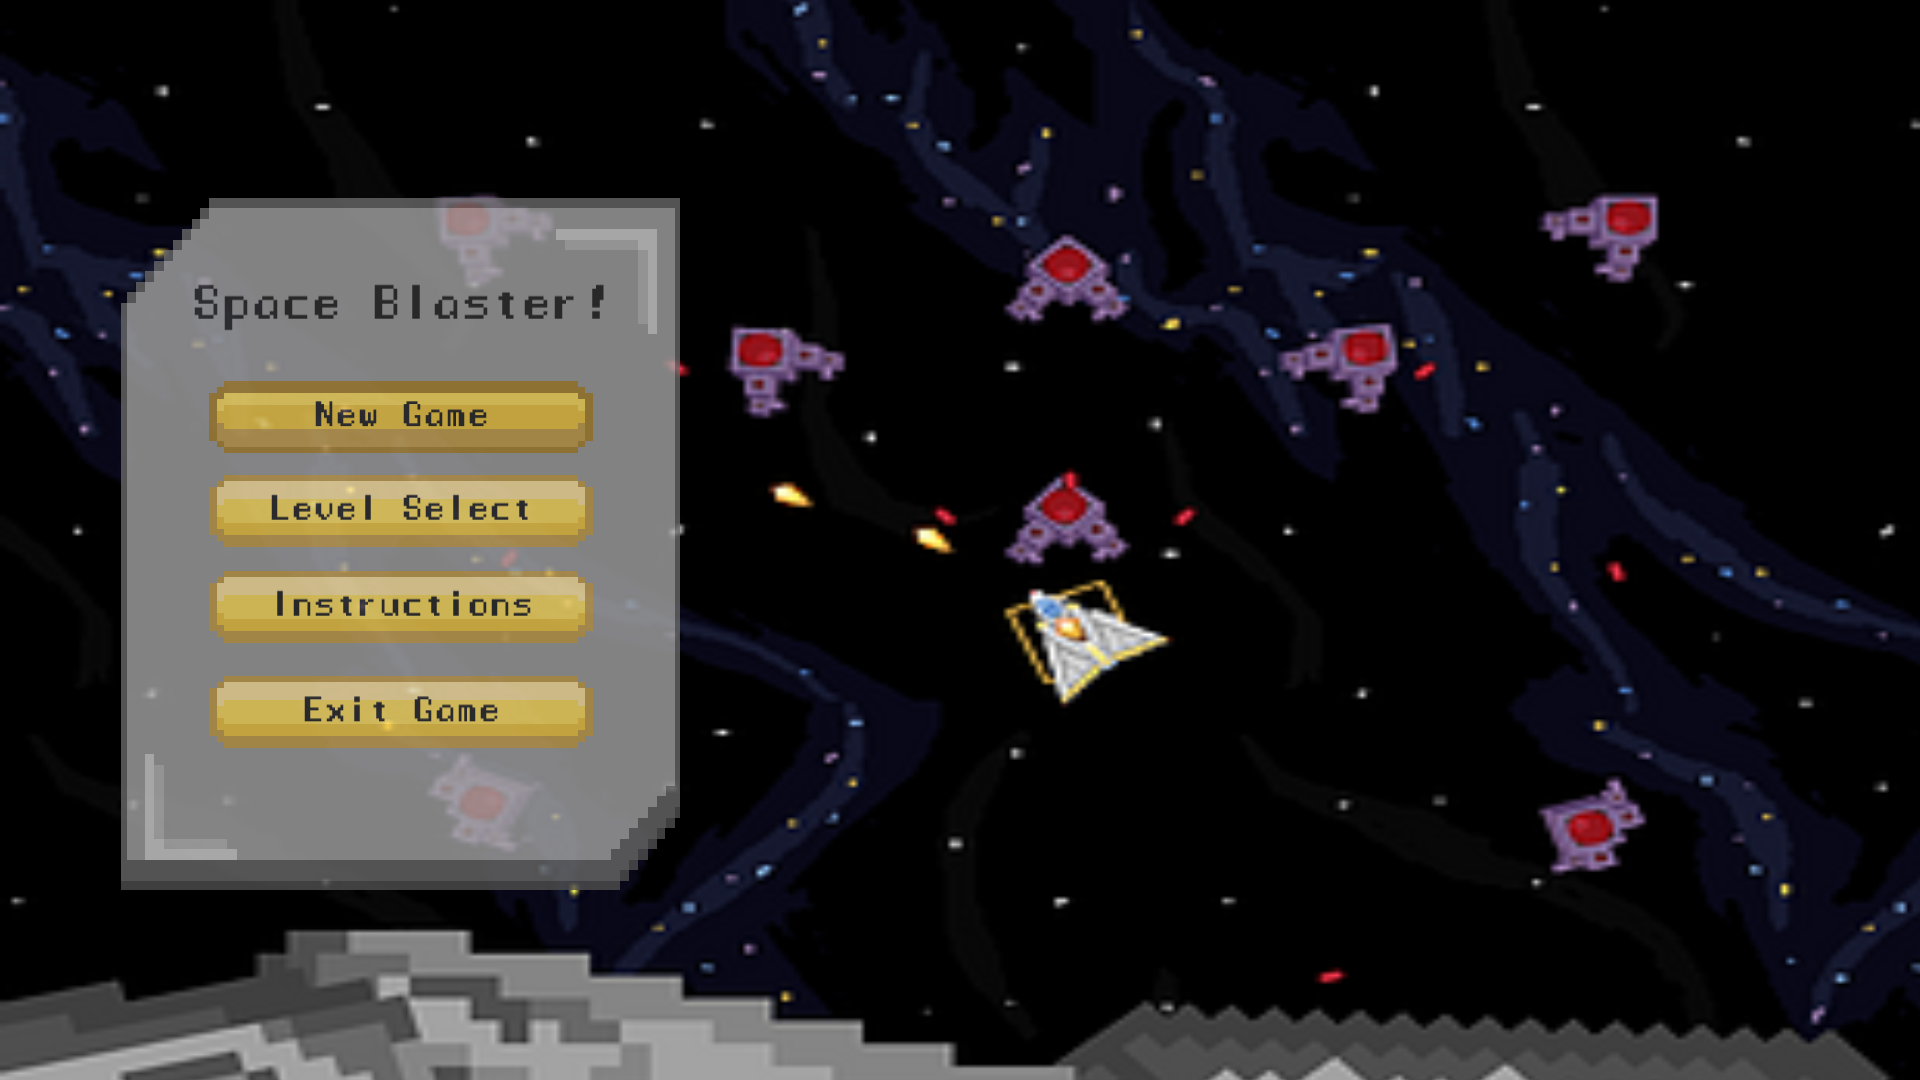 Space Blaster!
New Game
Level Select
Instructions
Exit Game